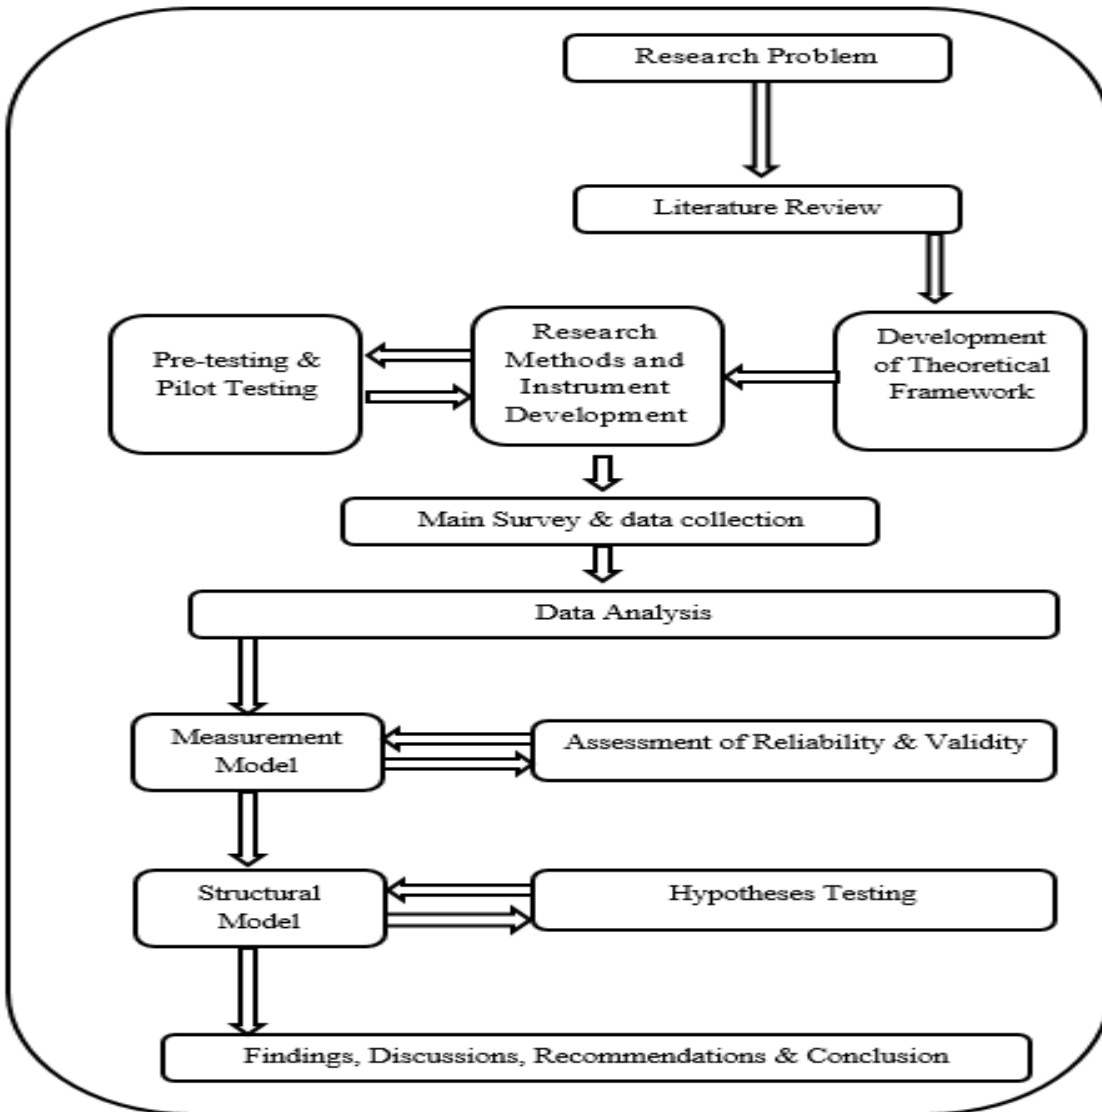 Research Problem
Literature Review
Pre-testing &
Pilot Testing
Research
Methods and
Instrument
Development
Development
of Theoretical
Framework
Main Survey & data collection
Data Analysis
Measurement
Model
Assessment of Reliability & Validity
Structural
Model
Hypotheses Testing
Findings, Discussions, Recommendations & Conclusion